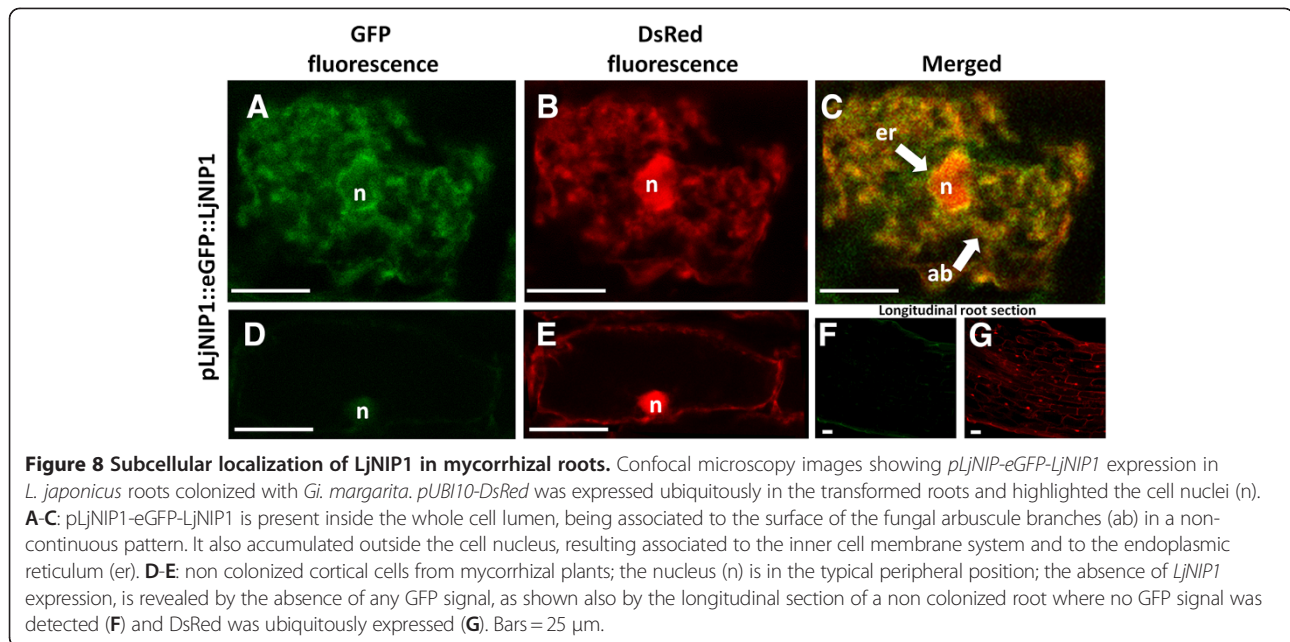 GFP
fluorescence
DsRed
fluorescence
Merged
pLjNIP1::eGFP::LjNIP1
A
n
B
n
C
er
n
ab
Longitudinal root section
D
n
E
n
F
G
Figure 8 Subcellular localization of LjNIP1 in mycorrhizal roots. Confocal microscopy images showing pLjNIP-eGFP-LjNIP1 expression in
L. japonicus roots colonized with Gi. margarita. pUBI10-DsRed was expressed ubiquitously in the transformed roots and highlighted the cell nuclei (n).
A-C: pLjNIP1-eGFP-LjNIP1 is present inside the whole cell lumen, being associated to the surface of the fungal arbuscule branches (ab) in a non-
continuous pattern. It also accumulated outside the cell nucleus, resulting associated to the inner cell membrane system and to the endoplasmic
reticulum (er). D-E: non colonized cortical cells from mycorrhizal plants; the nucleus (n) is in the typical peripheral position; the absence of LjNIP1
expression, is revealed by the absence of any GFP signal, as shown also by the longitudinal section of a non colonized root where no GFP signal was
detected (F) and DsRed was ubiquitously expressed (G). Bars = 25 μm.